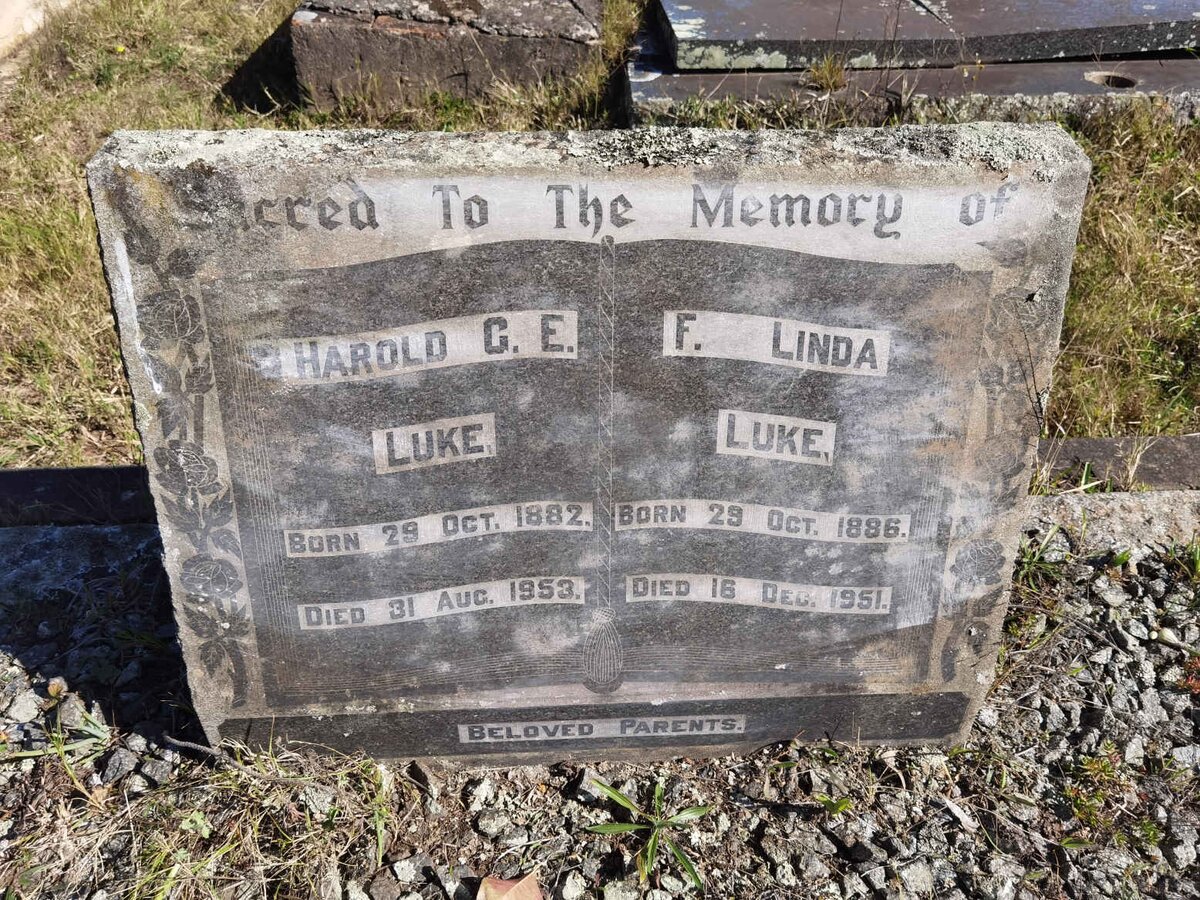 Sacred To The Memory of
HAROLD G. E.
LUKE.
BORN 29 OCT. 1882.
DIED 31 AUG. 1953.
F. LINDA
LUKE.
BORN 29 OCT. 1886.
DIED 16 DEC. 1951.
BELOVED PARENTS.